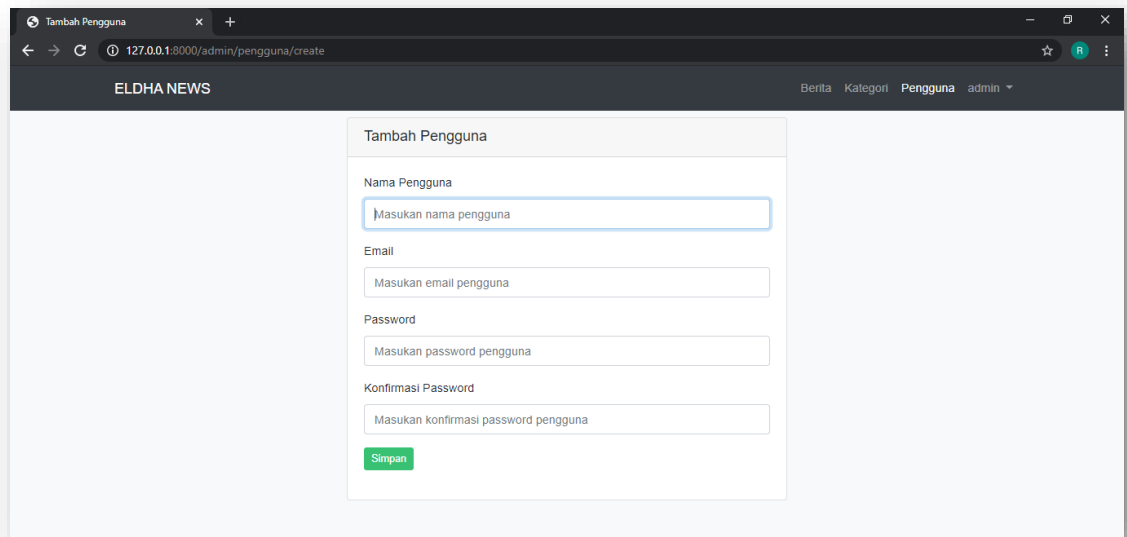 Tambah Pengguna
127.0.0.1:8000/admin/pengguna/create
R
ELDHA NEWS
Berita Kategori Pengguna admin
Tambah Pengguna
Nama Pengguna
Masukan nama pengguna
Email
Masukan email pengguna
Password
Masukan password pengguna
Konfirmasi Password
Masukan konfirmasi password pengguna
Simpan